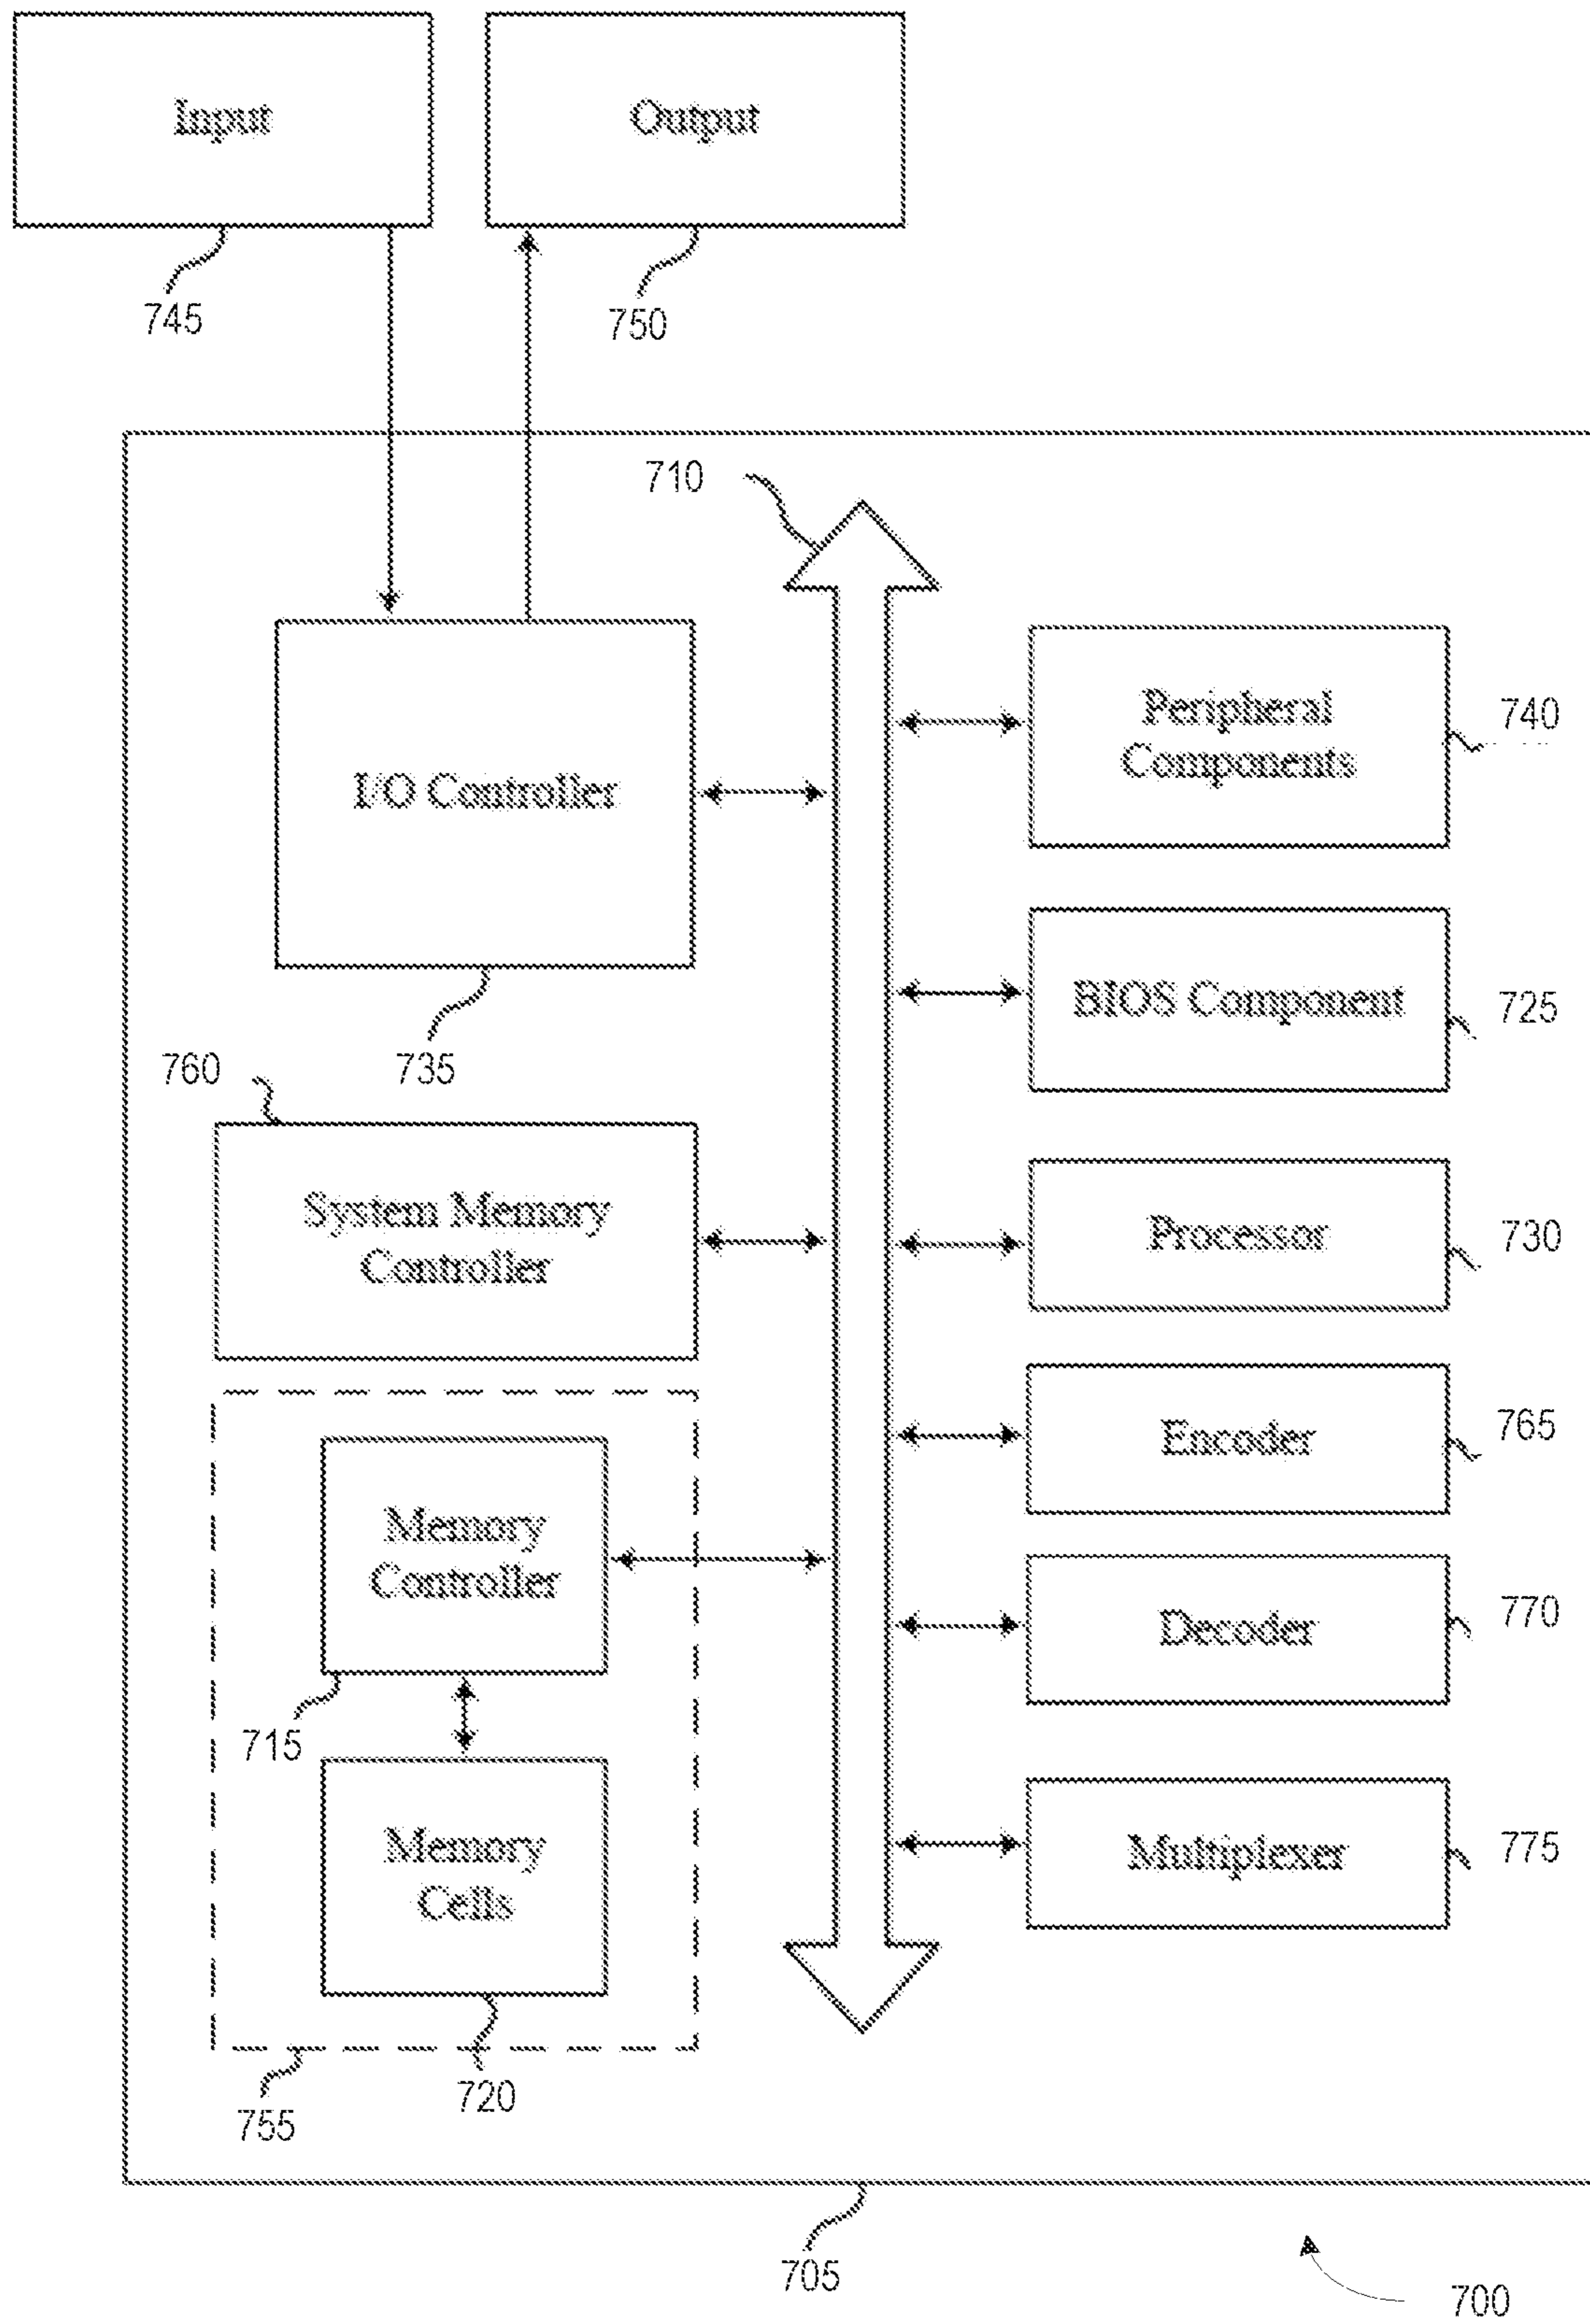 Input
Output
745
750
710
I/O Controller
Peripheral
Components
740
BIOS Component
725
735
760
System Memory
Controller
Processor
730
Encoder
765
Memory
Controller
715
Decoder
770
Memory
Cells
Multiplexer
775
720
755
705
700